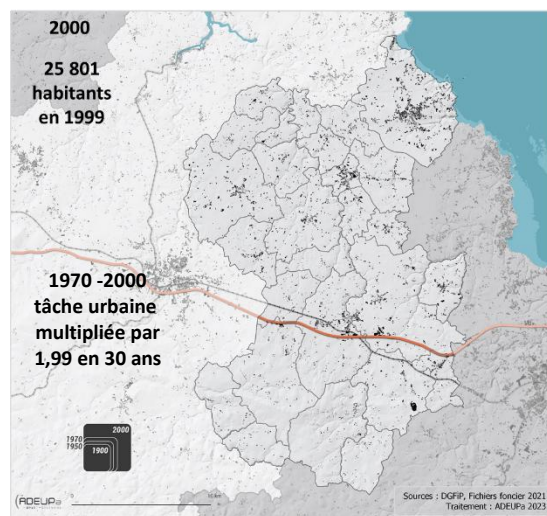 2000
25 801
habitants
en 1999
1970 -2000
tâche urbaine
multipliée par
1,99 en 30 ans
2000
1970
1950
1900
ADEUPa
0
Sources : DGFiP, Fichiers foncier 2021
Traitement : ADEUPa 2023